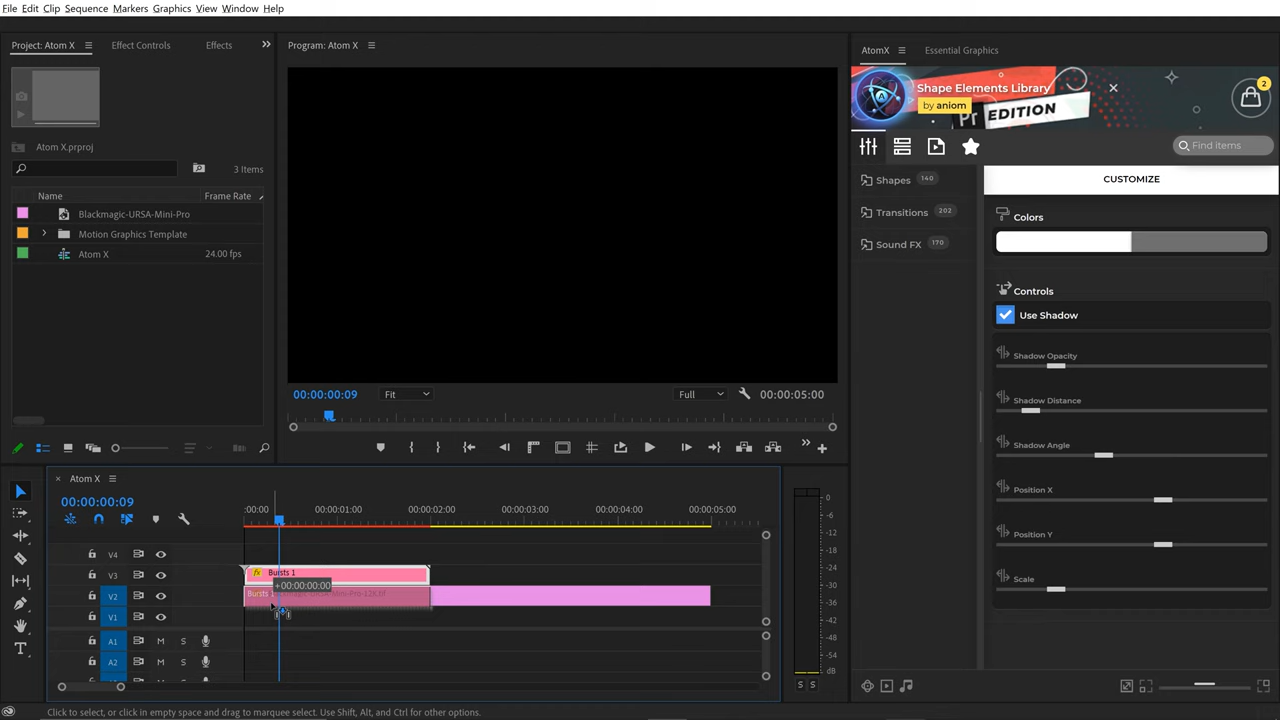 File Edit Clip Sequence Markers Graphics View Window Help
Project: Atom X
Effect Controls
Effects
Program: Atom X
AtomX
Essential Graphics
Shape Elements Library
by aniom
Pr EDITION
2
Atom X.prproj
3 Items
Find items
Name
Frame Rate
Blackmagic-URSA-Mini-Pro
Motion Graphics Template
Atom X
24.00 fps
Shapes 140
Transitions 202
Sound FX 170
CUSTOMIZE
Colors
Controls
Use Shadow
Shadow Opacity
Shadow Distance
Shadow Angle
Position X
Position Y
Scale
00:00:00:09
Fit
Full
00:00:05:00
Atom X
00:00:00:09
:00:00
00:00:01:00
00:00:02:00
00:00:03:00
00:00:04:00
00:00:05:00
V4
V3
fx Bursts 1
+00:00:00:00
V2
Bursts
-URSA-Mini-Pro-12K.tif
V1
A1 M S
A2 M S
0
-6
-12
-18
-24
-30
-36
-42
-48
-54
dB
S S
Click to select, or click in empty space and drag to marquee select. Use Shift, Alt, and Ctrl for other options.